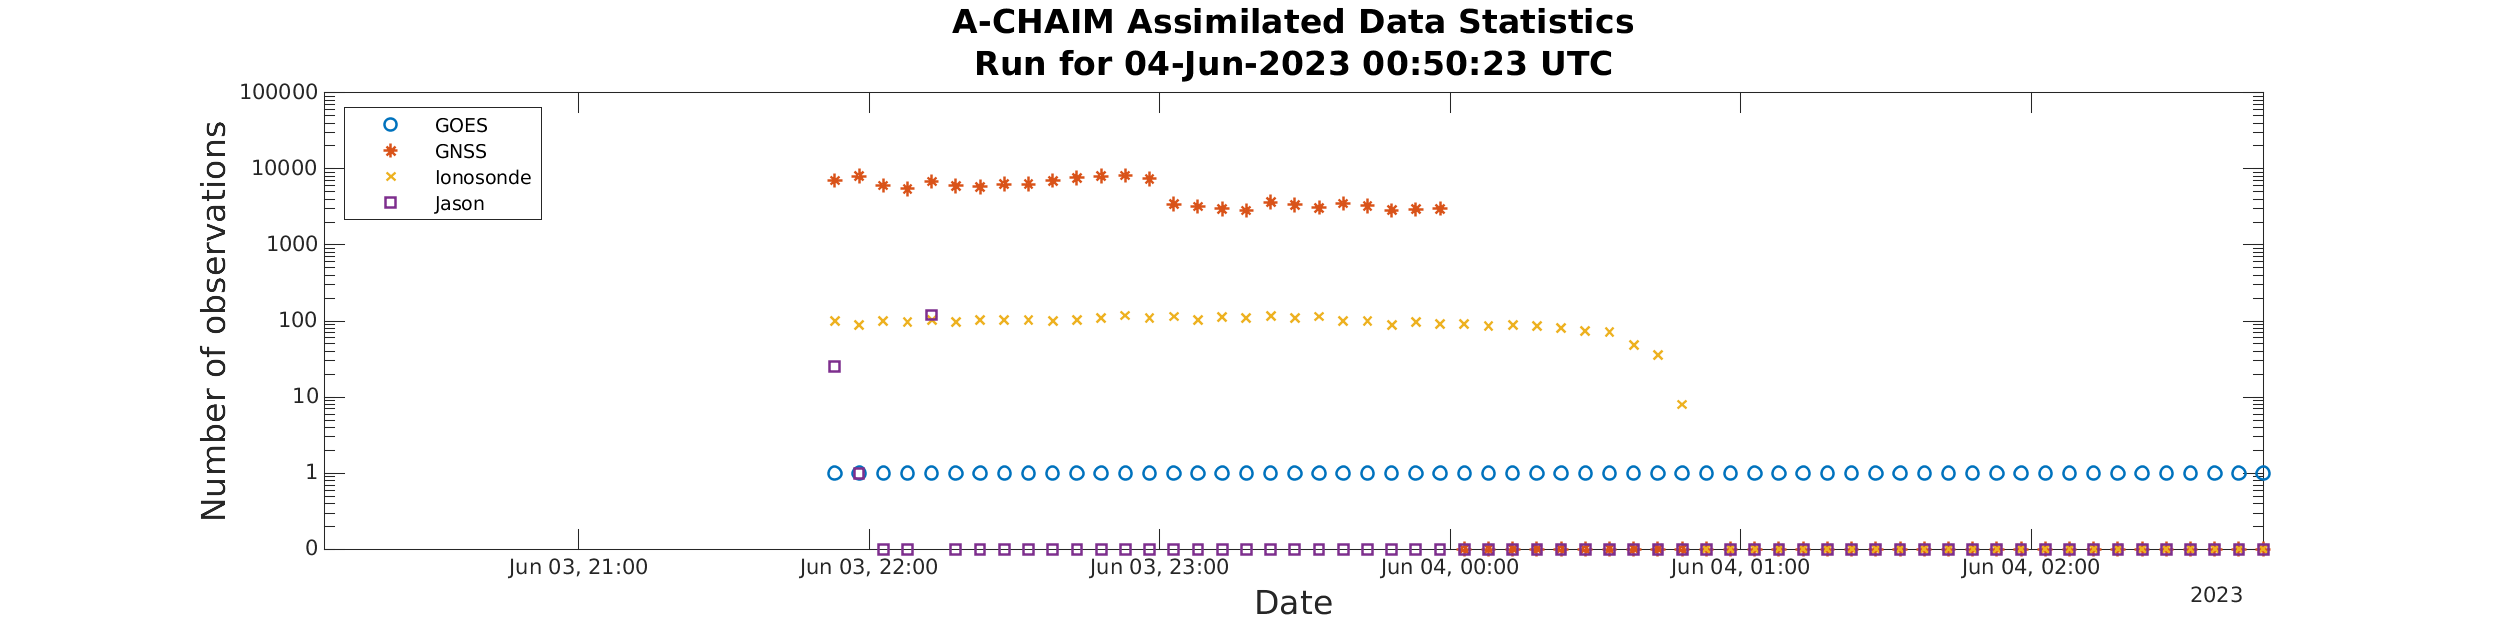 A-CHAIM Assimilated Data Statistics
Run for 04-Jun-2023 00:50:23 UTC
Number of observations
100000
10000
1000
100
10
1
0
GOES
GNSS
Ionosonde
Jason
Jun 03, 21:00
Jun 03, 22:00
Jun 03, 23:00
Jun 04, 00:00
Jun 04, 01:00
Jun 04, 02:00
Date
2023